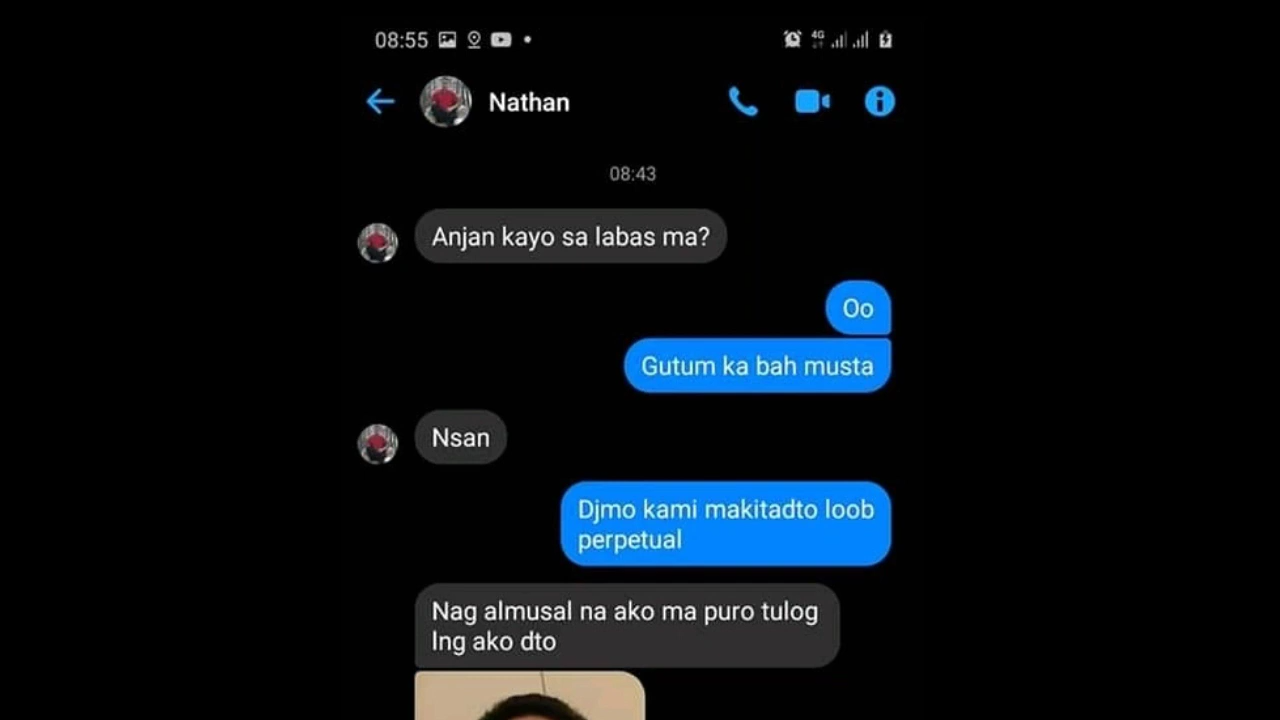 08:55
4G
Nathan
08:43
Anjan kayo sa labas ma?
Oo
Gutum ka bah musta
Nsan
Djmo kami makitadto loob
perpetual
Nag almusal na ako ma puro tulog
lng ako dto